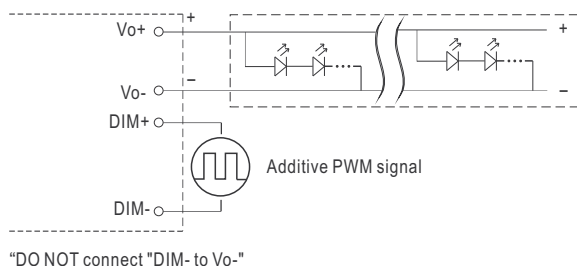 Vo+
+
+
−
−
Vo-
DIM+
Additive PWM signal
DIM-
“DO NOT connect "DIM- to Vo-"